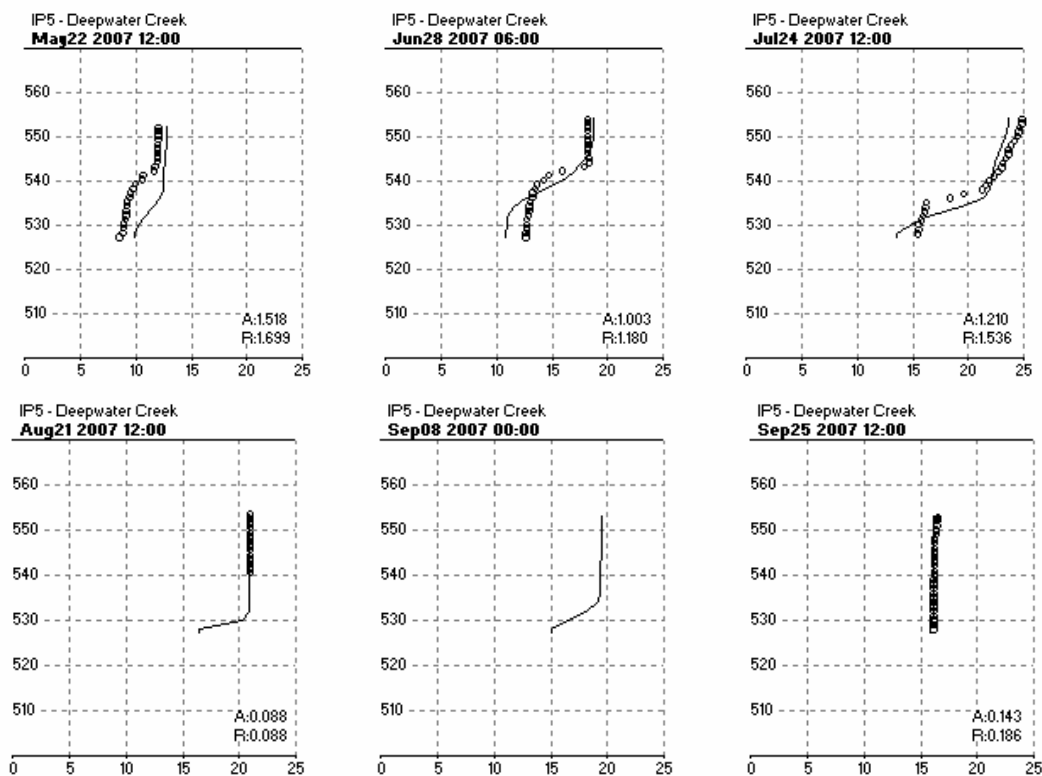 IP5 - Deepwater Creek
May22 2007 12:00
560
550
540
530
520
510
A:1.518
R:1.699
0 5 10 15 20 25
IP5 - Deepwater Creek
Jun28 2007 06:00
560
550
540
530
520
510
A:1.003
R:1.180
0 5 10 15 20 25
IP5 - Deepwater Creek
Jul24 2007 12:00
560
550
540
530
520
510
A:1.210
R:1.536
0 5 10 15 20 25
IP5 - Deepwater Creek
Aug21 2007 12:00
560
550
540
530
520
510
A:0.088
R:0.088
0 5 10 15 20 25
IP5 - Deepwater Creek
Sep08 2007 00:00
560
550
540
530
520
510
0 5 10 15 20 25
IP5 - Deepwater Creek
Sep25 2007 12:00
560
550
540
530
520
510
A:0.143
R:0.186
0 5 10 15 20 25